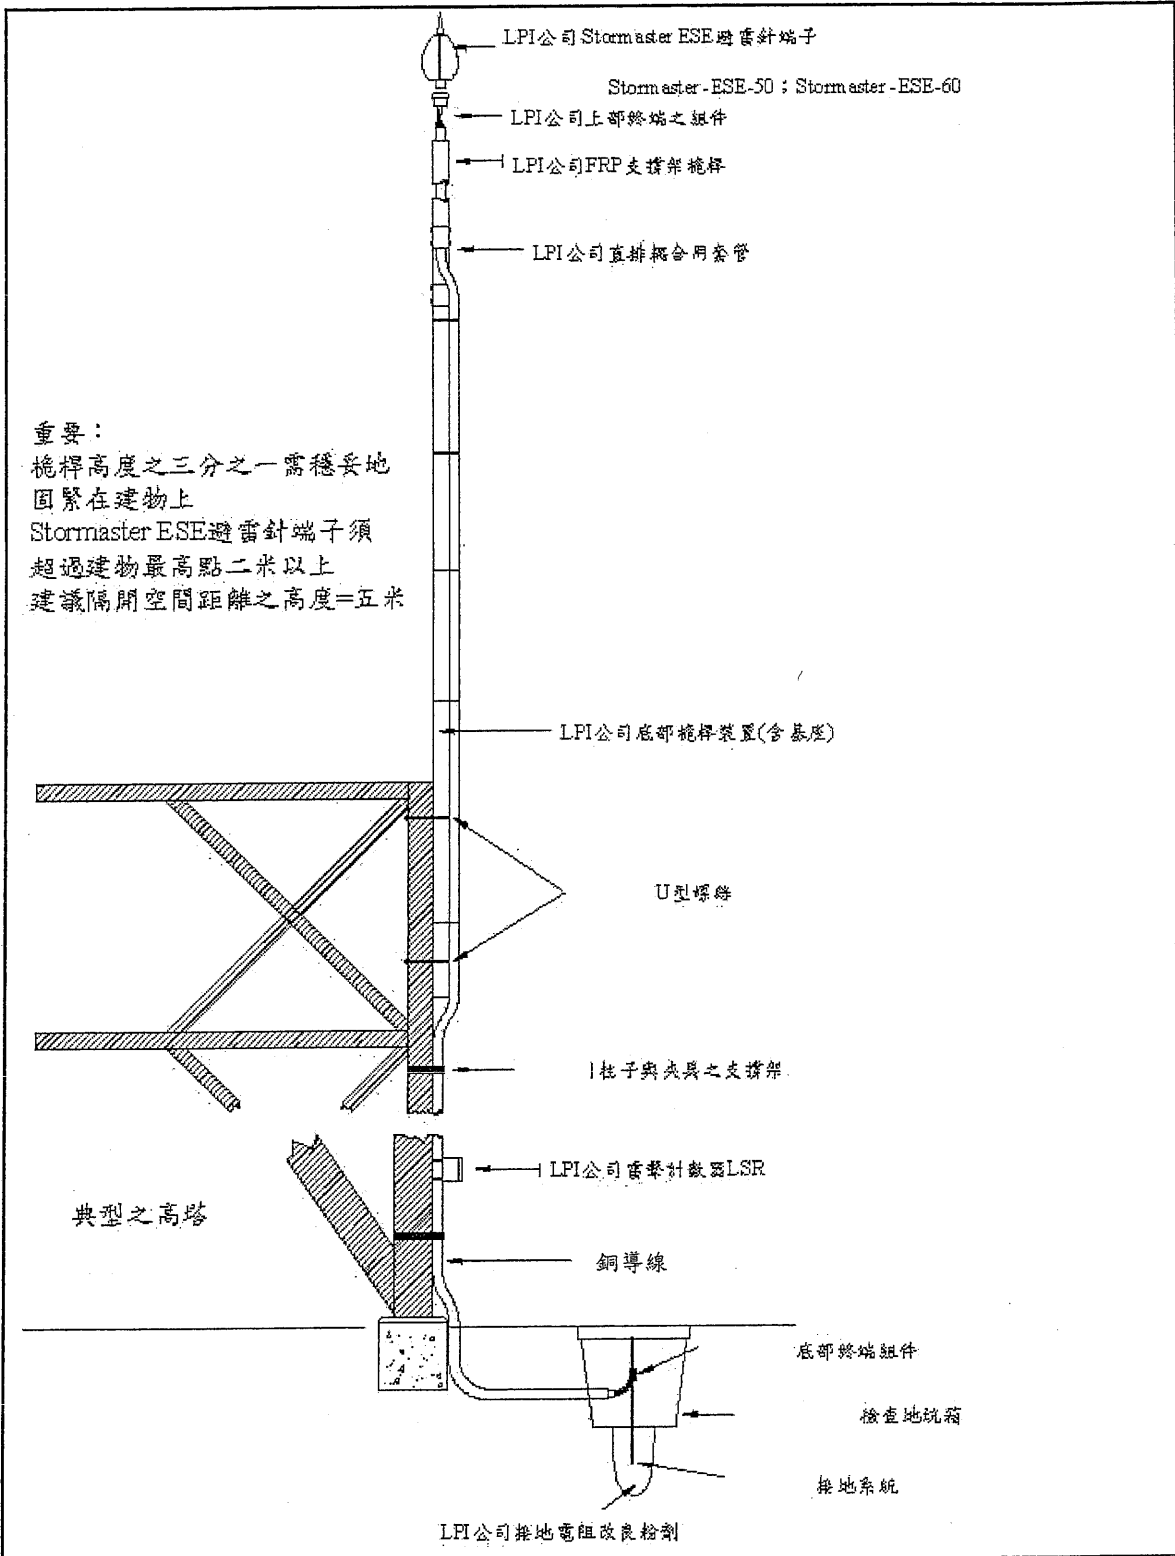 LPI公司Stormaster ESE避雷針端子
Stormaster-ESE-50；Stormaster-ESE-60
LPI公司上部終端之組件
LPI公司FRP支撐架桅桿
LPI公司直排耦合用套管
重要：
桅桿高度之三分之一需穩妥地
固緊在建物上
Stormaster ESE避雷針端子須
超過建物最高點二米以上
建議隔開空間距離之高度=五米
LPI公司底部桅桿裝置(含基座)
U型螺絲
柱子與夾具之支撐架
LPI公司雷擊計數器LSR
典型之高塔
銅導線
底部終端組件
檢查地坑箱
接地系統
LPI公司接地電阻改良粉劑